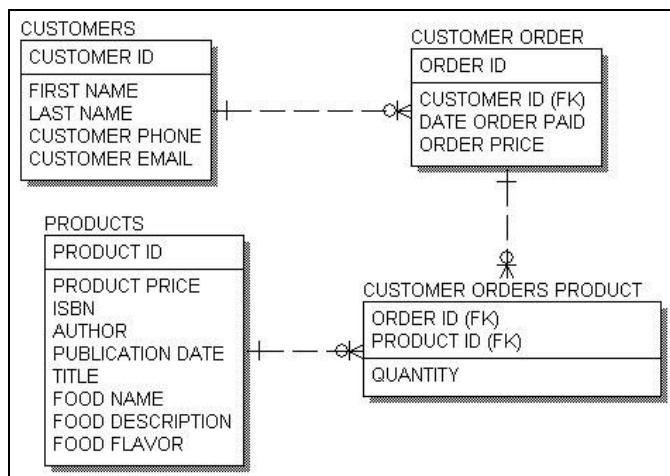 CUSTOMERS
CUSTOMER ID
FIRST NAME
LAST NAME
CUSTOMER PHONE
CUSTOMER EMAIL
CUSTOMER ORDER
ORDER ID
CUSTOMER ID (FK)
DATE ORDER PAID
ORDER PRICE
PRODUCTS
PRODUCT ID
PRODUCT PRICE
ISBN
AUTHOR
PUBLICATION DATE
TITLE
FOOD NAME
FOOD DESCRIPTION
FOOD FLAVOR
CUSTOMER ORDERS PRODUCT
ORDER ID (FK)
PRODUCT ID (FK)
QUANTITY